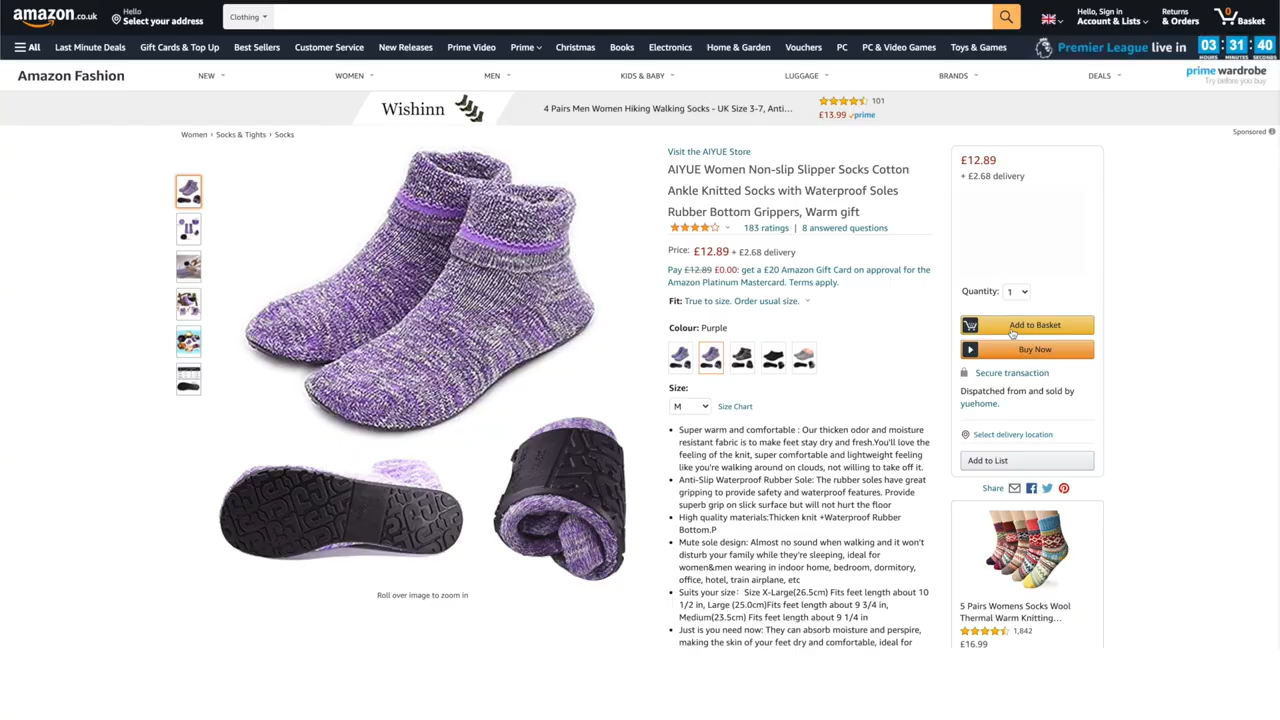 amazon.co.uk
Hello
Select your address
Clothing
Hello, Sign in
Account & Lists
Returns
& Orders
0
Basket
All
Last Minute Deals
Gift Cards & Top Up
Best Sellers
Customer Service
New Releases
Prime Video
Prime
Christmas
Books
Electronics
Home & Garden
Vouchers
PC
PC & Video Games
Toys & Games
Premier League live in
03 31 40
HOURS MINUTES SECONDS
Amazon Fashion
NEW
WOMEN
MEN
KIDS & BABY
LUGGAGE
BRANDS
DEALS
prime wardrobe
Try before you buy
Wishinn
4 Pairs Men Women Hiking Walking Socks - UK Size 3-7, Anti...
101
£13.99 prime
Sponsored
Women › Socks & Tights › Socks
Roll over image to zoom in
Visit the AIYUE Store
AIYUE Women Non-slip Slipper Socks Cotton
Ankle Knitted Socks with Waterproof Soles
Rubber Bottom Grippers, Warm gift
183 ratings | 8 answered questions
Price: £12.89 + £2.68 delivery
Pay £12.89 £0.00: get a £20 Amazon Gift Card on approval for the
Amazon Platinum Mastercard. Terms apply.
Fit: True to size. Order usual size.
Colour: Purple
Size:
M
Size Chart
• Super warm and comfortable : Our thicken odor and moisture
resistant fabric is to make feet stay dry and fresh.You'll love the
feeling of the knit, super comfortable and lightweight feeling
like you're walking around on clouds, not willing to take off it.
• Anti-Slip Waterproof Rubber Sole: The rubber soles have great
gripping to provide safety and waterproof features. Provide
superb grip on slick surface but will not hurt the floor
• High quality materials:Thicken knit +Waterproof Rubber
Bottom.P
• Mute sole design: Almost no sound when walking and it won't
disturb your family while they're sleeping, ideal for
women&men wearing in indoor home, bedroom, dormitory,
office, hotel, train airplane, etc
• Suits your size：Size X-Large(26.5cm) Fits feet length about 10
1/2 in, Large (25.0cm)Fits feet length about 9 3/4 in,
Medium(23.5cm) Fits feet length about 9 1/4 in
• Just is you need now: They can absorb moisture and perspire,
making the skin of your feet dry and comfortable, ideal for
£12.89
+ £2.68 delivery
Quantity: 1
Add to Basket
Buy Now
Secure transaction
Dispatched from and sold by
yuehome.
Select delivery location
Add to List
Share
5 Pairs Womens Socks Wool
Thermal Warm Knitting...
1,842
£16.99